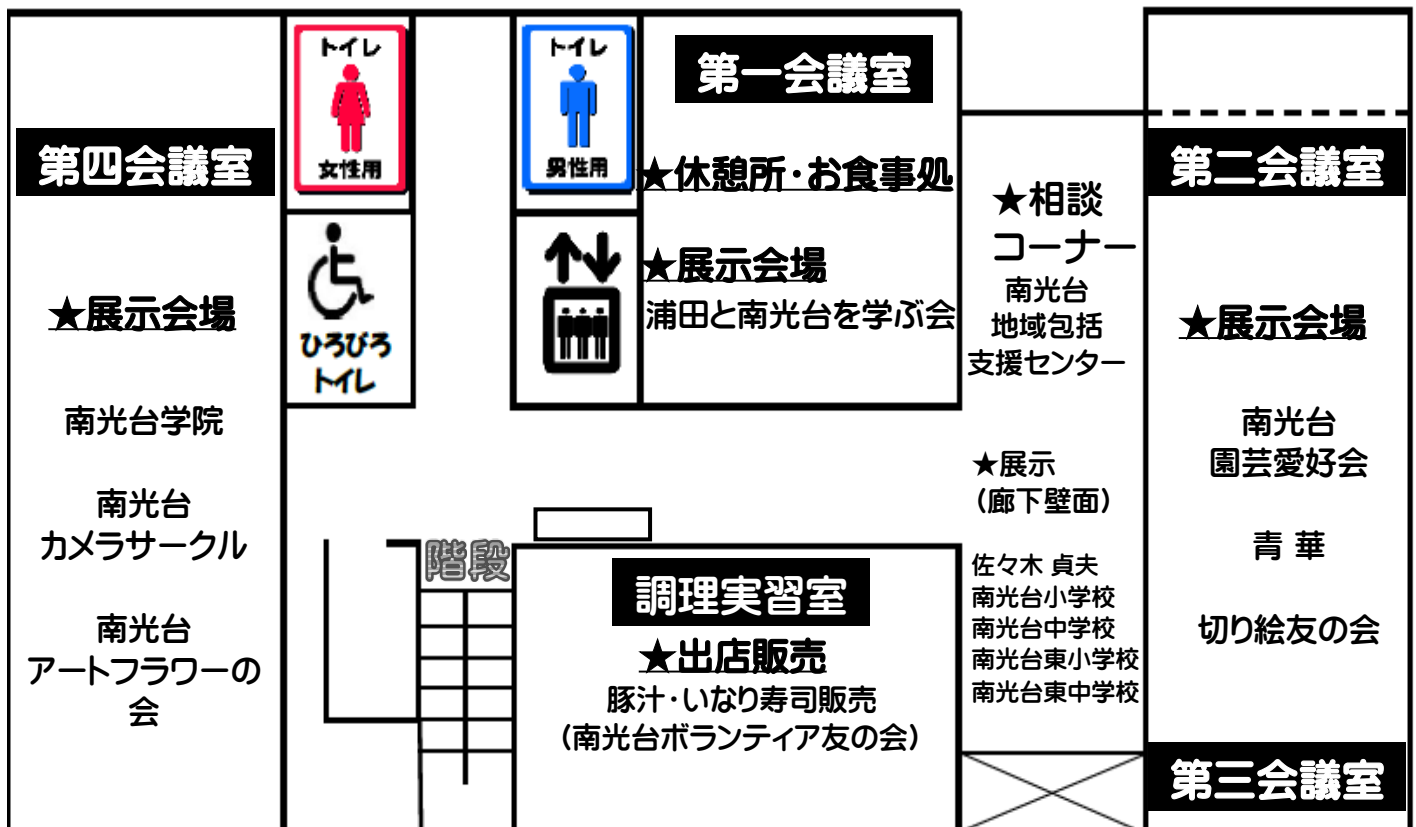 第四会議室
★展示会場
南光台学院
南光台
カメラサークル
南光台
アートフラワーの
会
トイレ
女性用
ひろびろ
トイレ
トイレ
男性用
第一会議室
★休憩所・お食事処
★展示会場
浦田と南光台を学ぶ会
階段
調理実習室
★出店販売
豚汁・いなり寿司販売
(南光台ボランティア友の会)
★相談
コーナー
南光台
地域包括
支援センター
★展示
(廊下壁面)
佐々木 貞夫
南光台小学校
南光台中学校
南光台東小学校
南光台東中学校
第二会議室
★展示会場
南光台
園芸愛好会
青 華
切り絵友の会
第三会議室